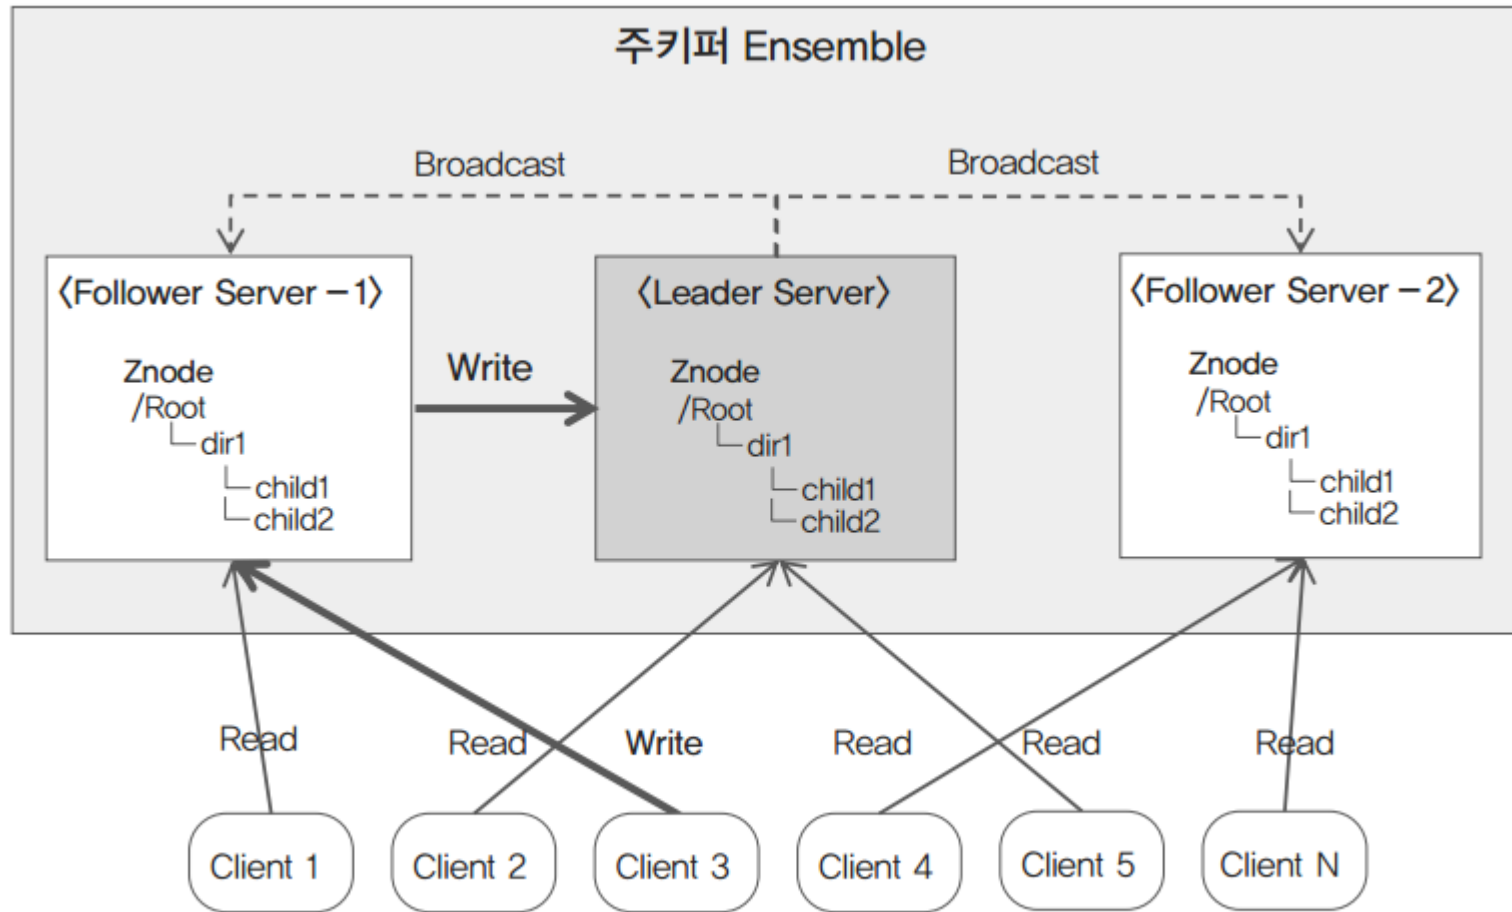 주키퍼 Ensemble
Broadcast
Broadcast
〈Follower Server－1〉
Znode
/Root
dir1
child1
child2
Write
〈Leader Server〉
Znode
/Root
dir1
child1
child2
〈Follower Server－2〉
Znode
/Root
dir1
child1
child2
Read
Read
Write
Read
Read
Read
Client 1
Client 2
Client 3
Client 4
Client 5
Client N